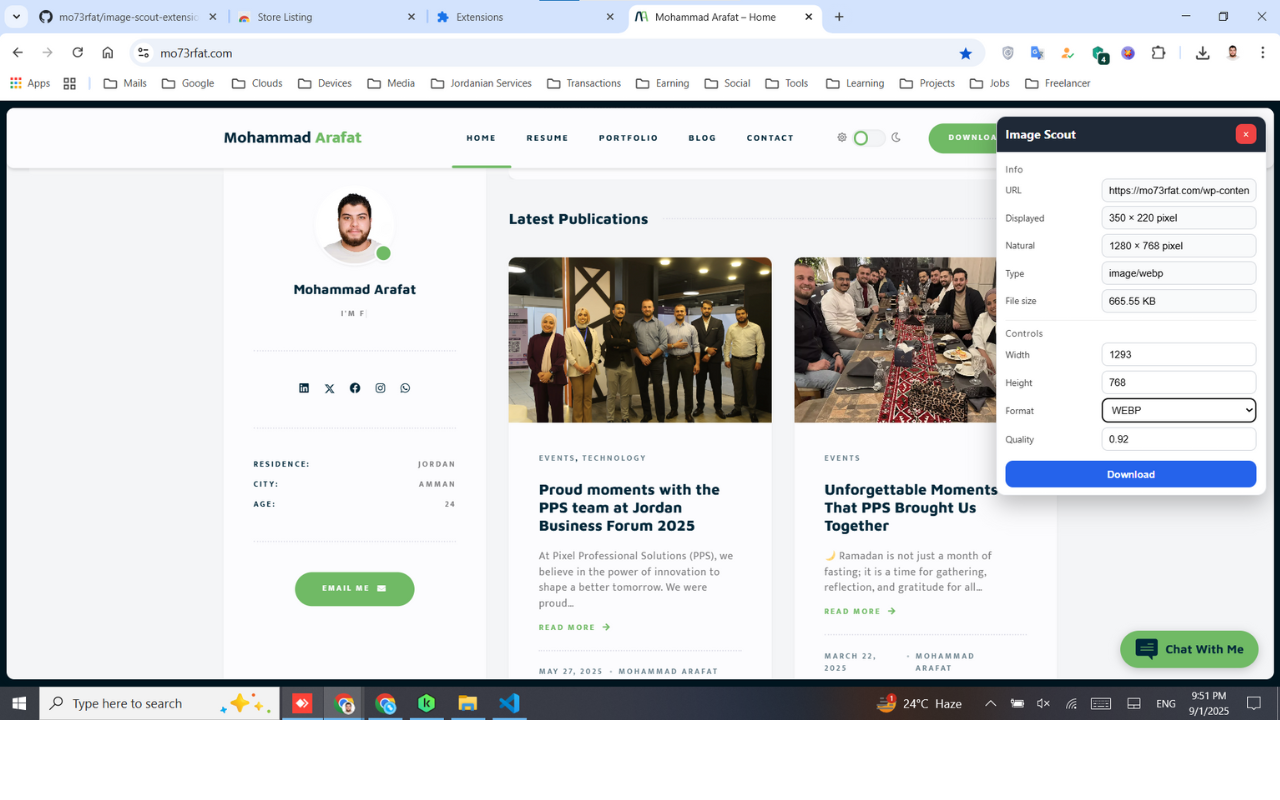 mo73rfat/image-scout-extensi
Store Listing
Extensions
Mohammad Arafat – Home
mo73rfat.com
4
Apps
Mails
Google
Clouds
Devices
Media
Jordanian Services
Transactions
Earning
Social
Tools
Learning
Projects
Jobs
Freelancer
Mohammad Arafat
HOME
RESUME
PORTFOLIO
BLOG
CONTACT
DOWNLOA
Mohammad Arafat
I'M F
RESIDENCE: JORDAN
CITY: AMMAN
AGE: 24
EMAIL ME
Latest Publications
EVENTS, TECHNOLOGY
Proud moments with the
PPS team at Jordan
Business Forum 2025
At Pixel Professional Solutions (PPS), we
believe in the power of innovation to
shape a better tomorrow. We were
proud...
READ MORE
MAY 27, 2025 - MOHAMMAD ARAFAT
EVENTS
Unforgettable Moments
That PPS Brought Us
Together
🌙 Ramadan is not just a month of
fasting; it is a time for gathering,
reflection, and gratitude for all...
READ MORE
MARCH 22,
2025
- MOHAMMAD
ARAFAT
Image Scout
×
Info
URL https://mo73rfat.com/wp-conten
Displayed 350 × 220 pixel
Natural 1280 × 768 pixel
Type image/webp
File size 665.55 KB
Controls
Width 1293
Height 768
Format WEBP
Quality 0.92
Download
Chat With Me
Type here to search
1
24°C Haze
ENG
9:51 PM
9/1/2025